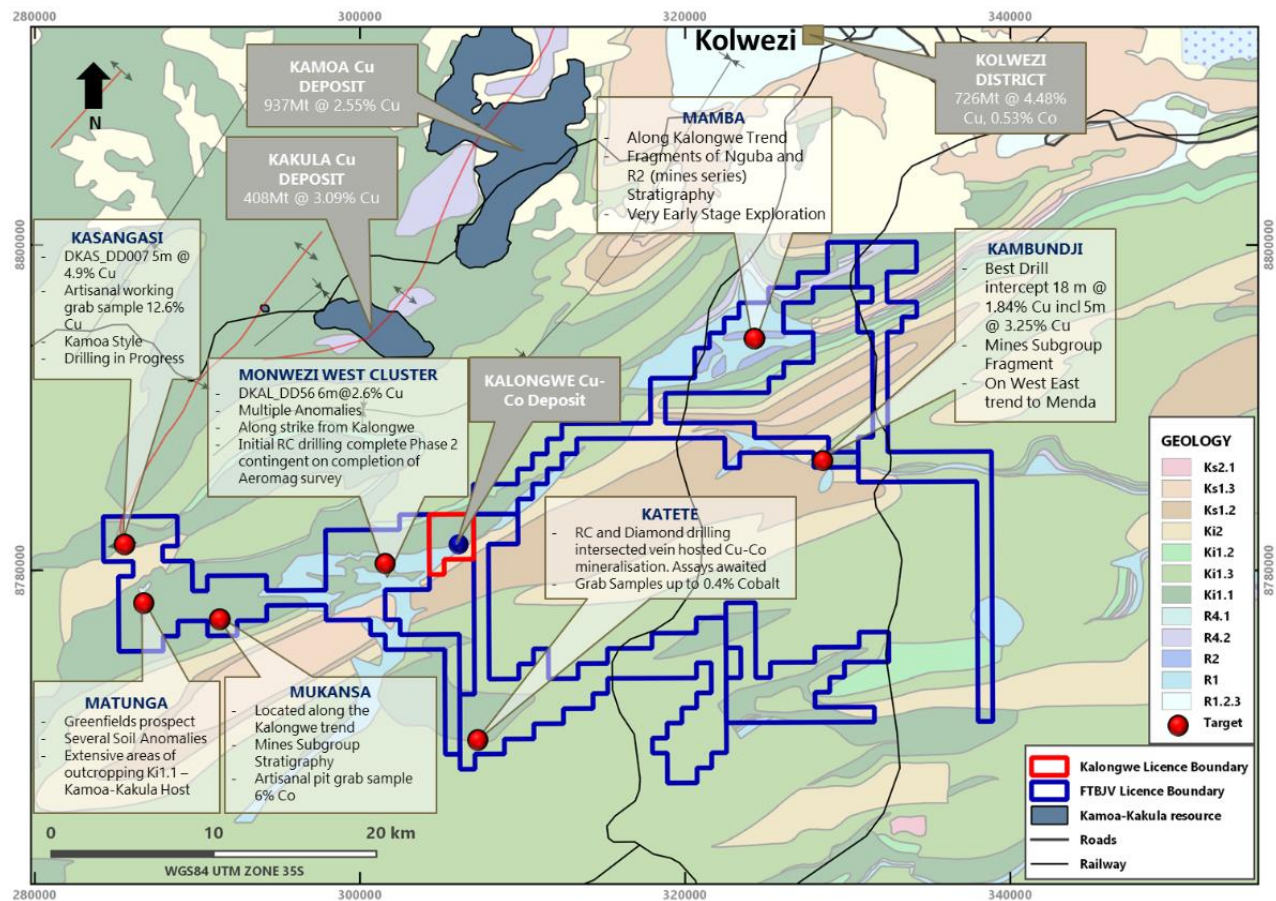 280000
300000
320000
340000
Kolwezi
N
KAMOA Cu
DEPOSIT
937Mt @ 2.55% Cu
KOLWEZI
DISTRICT
726Mt @ 4.48%
Cu, 0.53% Co
MAMBA
- Along Kalongwe Trend
- Fragments of Nguba and
R2 (mines series)
Stratigraphy
- Very Early Stage Exploration
KAKULA Cu
DEPOSIT
408Mt @ 3.09% Cu
8800000
8800000
KASANGASI
- DKAS_DD007 5m @
4.9% Cu
- Artisanal working
grab sample 12.6%
Cu
- Kamoa Style
- Drilling in Progress
KAMBUNDJI
- Best Drill
intercept 18 m @
1.84% Cu incl 5m
@ 3.25% Cu
- Mines Subgroup
Fragment
- On West East
trend to Menda
MONWEZI WEST CLUSTER
- DKAL_DD56 6m@2.6% Cu
- Multiple Anomalies
- Along strike from Kalongwe
- Initial RC drilling complete Phase 2
contingent on completion of
Aeromag survey
KALONGWE Cu-
Co Deposit
KATETE
- RC and Diamond drilling
intersected vein hosted Cu-Co
mineralisation. Assays awaited
- Grab Samples up to 0.4% Cobalt
8780000
8780000
MATUNGA
- Greenfields prospect
- Several Soil Anomalies
- Extensive areas of
outcropping Ki1.1 –
Kamoa-Kakula Host
MUKANSA
- Located along the
Kalongwe trend
- Mines Subgroup
Stratigraphy
- Artisanal pit grab sample
6% Co
GEOLOGY
Ks2.1
Ks1.3
Ks1.2
Ki2
Ki1.2
Ki1.3
Ki1.1
R4.1
R4.2
R2
R1
R1.2.3
Target
Kalongwe Licence Boundary
FTBJV Licence Boundary
Kamoa-Kakula resource
Roads
Railway
0 10 20 km
WGS84 UTM ZONE 35S
280000
300000
320000
340000